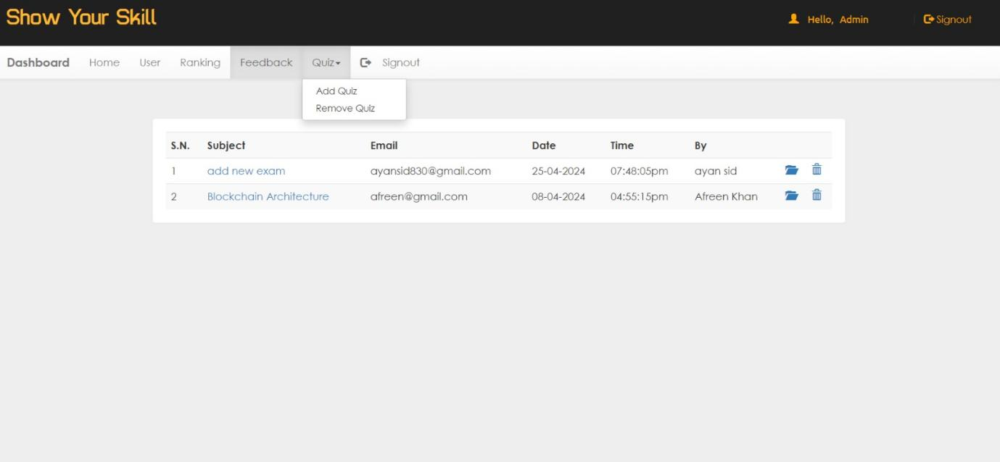 Show Your Skill
Hello, Admin
Signout
Dashboard Home User Ranking Feedback Quiz Signout
Add Quiz
Remove Quiz
S.N. Subject Email Date Time By
1 add new exam ayansid830@gmail.com 25-04-2024 07:48:05pm ayan sid
2 Blockchain Architecture afreen@gmail.com 08-04-2024 04:55:15pm Afreen Khan